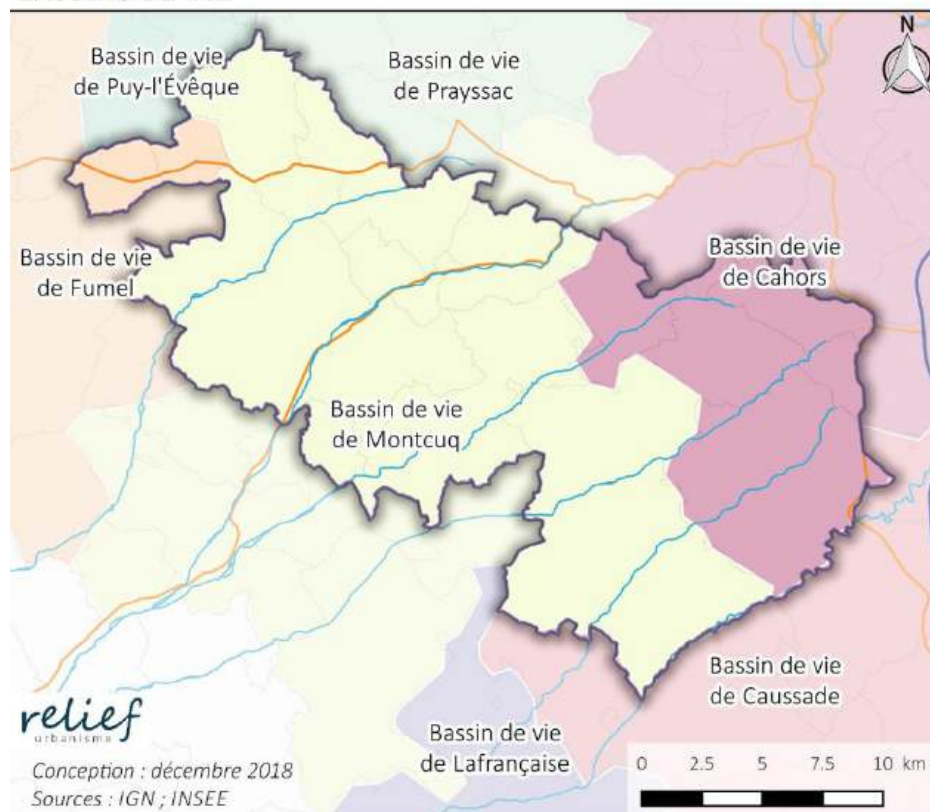 Bassin de vie
de Puy-l'Évêque
Bassin de vie
de Prayssac
N
Bassin de vie
de Fumel
Bassin de vie
de Cahors
Bassin de vie
de Montcuq
Bassin de vie
de Caussade
Bassin de vie
de Lafrançaise
relief
urbanisme
Conception : décembre 2018
Sources : IGN ; INSEE
0 2.5 5 7.5 10 km